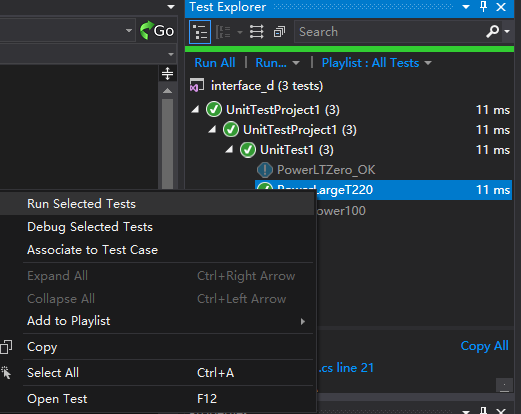 Test Explorer
Go
Search
Run All | Run... | Playlist : All Tests
interface_d (3 tests)
UnitTestProject1 (3) 11 ms
UnitTestProject1 (3) 11 ms
UnitTest1 (3) 11 ms
PowerLTZero_OK
PowerLargeT220 11 ms
ower100
Run Selected Tests
Debug Selected Tests
Associate to Test Case
Expand All Ctrl+Right Arrow
Collapse All Ctrl+Left Arrow
Add to Playlist
Copy
Select All Ctrl+A
Open Test F12
Copy All
.cs line 21